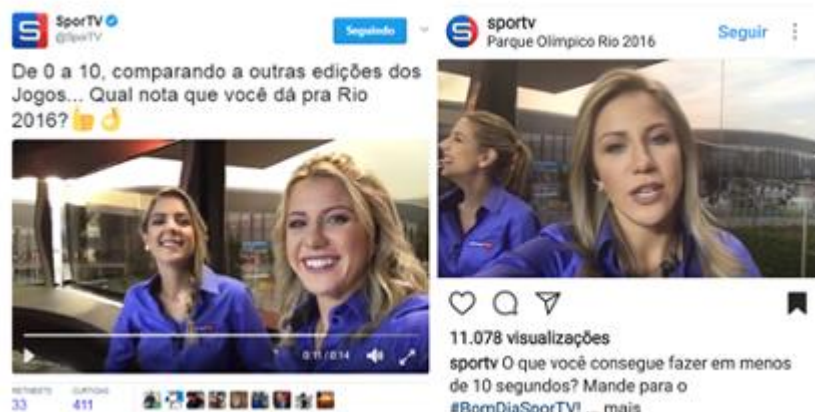 SporTV
@SporTV
Seguindo
De 0 a 10, comparando a outras edições dos
Jogos... Qual nota que você dá pra Rio
2016?
0:11/0:14
RETWEETS CURTIDAS
33 411
sportv
Parque Olímpico Rio 2016
Seguir
11.078 visualizações
sportv O que você consegue fazer em menos
de 10 segundos? Mande para o
#BomDiaSporTV! ... mais